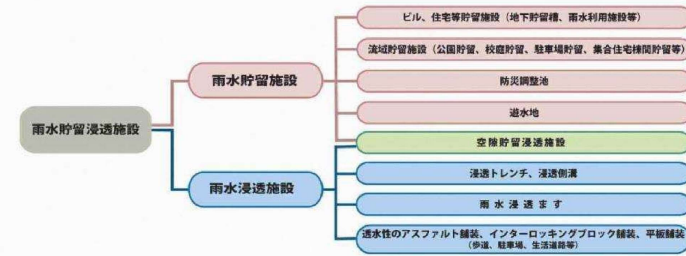 ビル、住宅等貯留施設（地下貯留槽、雨水利用施設等）
流域貯留施設（公園貯留、校庭貯留、駐車場貯留、集合住宅棟間貯留等）
雨水貯留施設
防災調整池
遊水地
雨水貯留浸透施設
空隙貯留浸透施設
浸透トレンチ、浸透側溝
雨水浸透施設
雨水浸透ます
透水性のアスファルト舗装、インターロッキングブロック舗装、平板舗装
（歩道、駐車場、生活道路等）